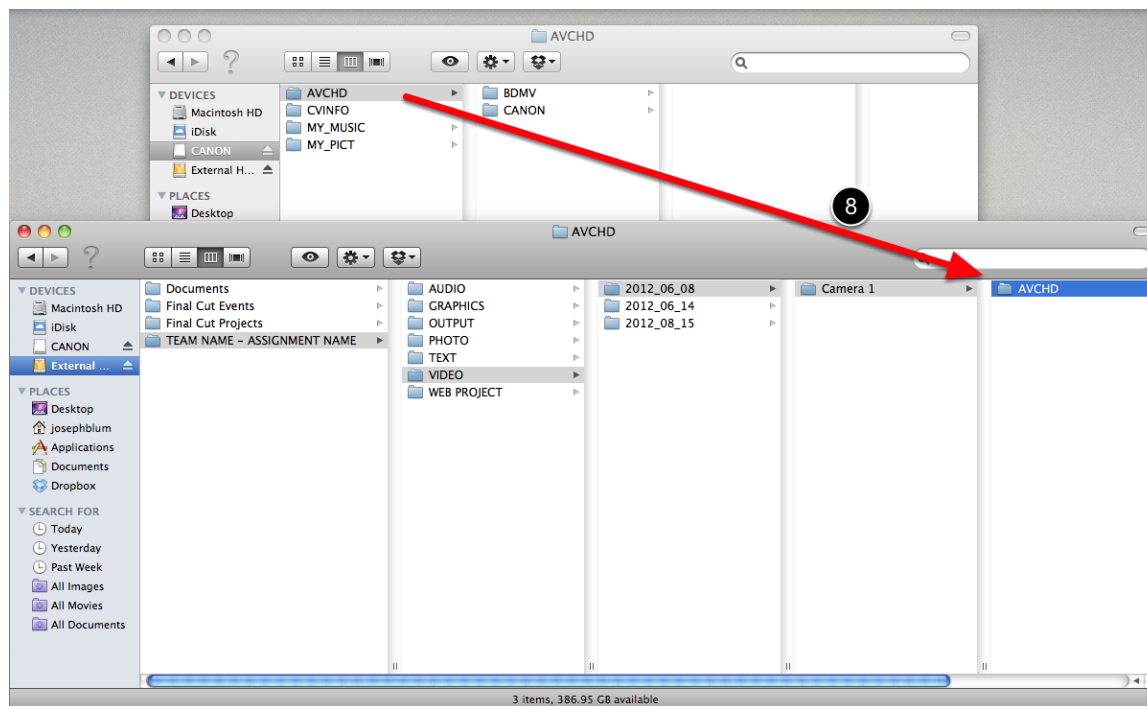 AVCHD
DEVICES
Macintosh HD
iDisk
CANON
External H...
PLACES
Desktop
AVCHD
CVINFO
MY_MUSIC
MY_PICT
BDMV
CANON
8
AVCHD
DEVICES
Macintosh HD
iDisk
CANON
External ...
PLACES
Desktop
josephblum
Applications
Documents
Dropbox
SEARCH FOR
Today
Yesterday
Past Week
All Images
All Movies
All Documents
Documents
Final Cut Events
Final Cut Projects
TEAM NAME – ASSIGNMENT NAME
AUDIO
GRAPHICS
OUTPUT
PHOTO
TEXT
VIDEO
WEB PROJECT
2012_06_08
2012_06_14
2012_08_15
Camera 1
AVCHD
3 items, 386.95 GB available